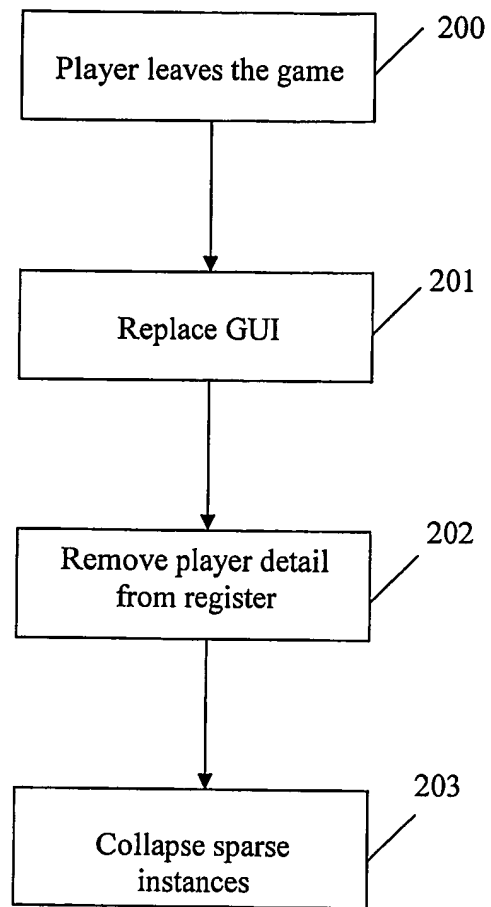 200
Player leaves the game
201
Replace GUI
202
Remove player detail
from register
203
Collapse sparse
instances